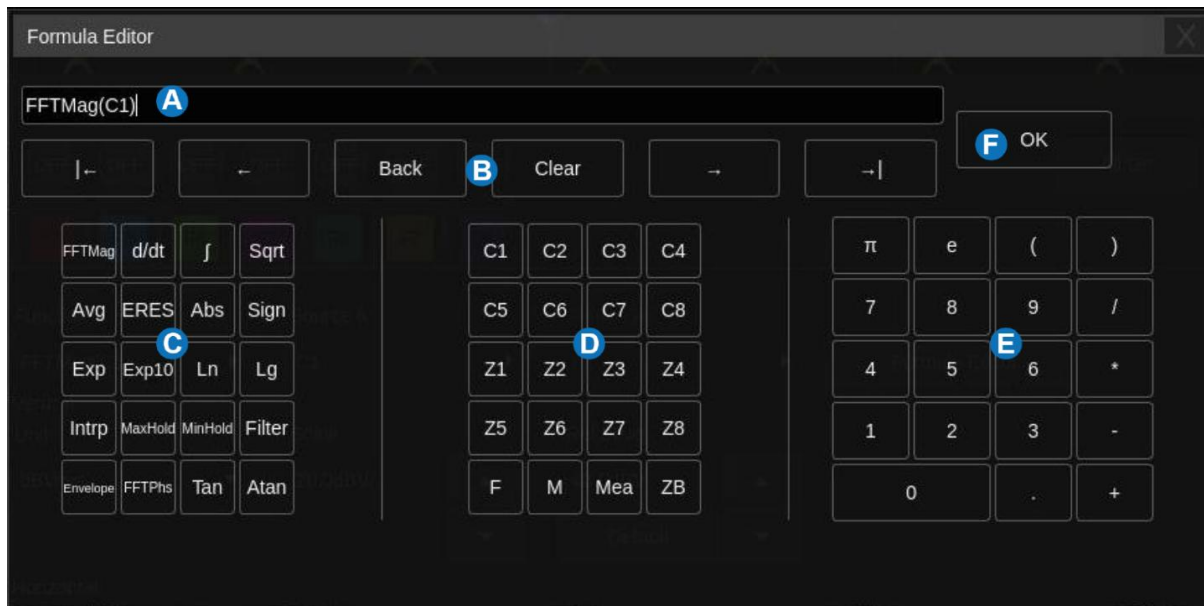 Formula Editor X
FFTMag(C1) A
F OK
|← ← Back B Clear → →|
FFTMag d/dt ∫ Sqrt C1 C2 C3 C4 π e ( )
Avg ERES Abs Sign C5 C6 C7 C8 7 8 9 /
C D E
Exp Exp10 Ln Lg Z1 Z2 Z3 Z4 4 5 6 *
Intrp MaxHold MinHold Filter Z5 Z6 Z7 Z8 1 2 3 -
Envelope FFTPhs Tan Atan F M Mea ZB 0 . +